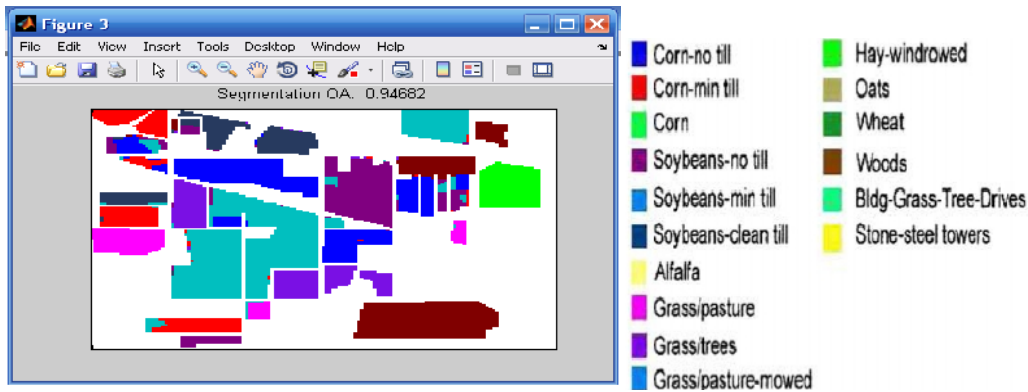 Figure 3
File Edit View Insert Tools Desktop Window Help
Segmentation OA. 0.94682
Corn-no till
Corn-min till
Corn
Soybeans-no till
Soybeans-min till
Soybeans-clean till
Alfalfa
Grass/pasture
Grass/trees
Grass/pasture-mowed
Hay-windrowed
Oats
Wheat
Woods
Bldg-Grass-Tree-Drives
Stone-steel towers